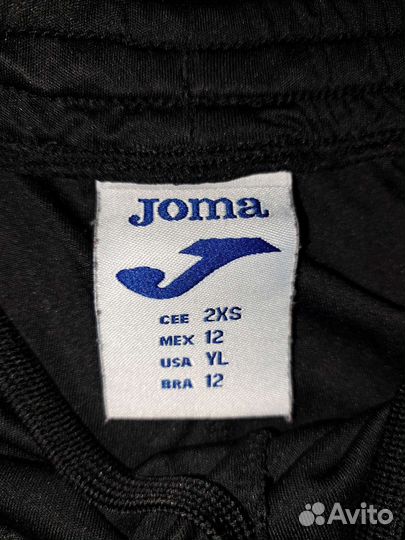 Joma
CEE 2XS
MEX 12
USA YL
BRA 12
Avito